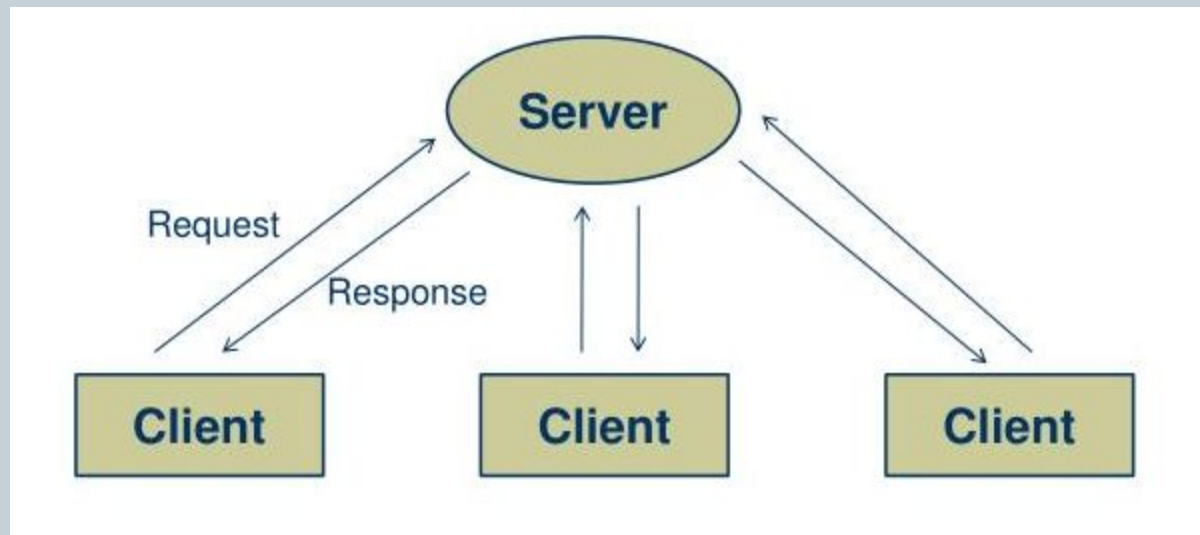 Server
Request
Response
Client
Client
Client